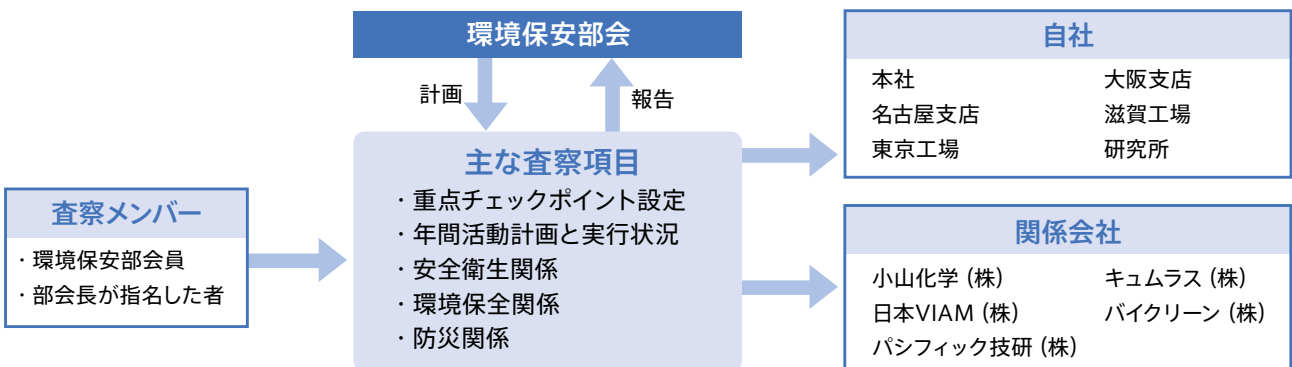 環境保安部会
計画
報告
主な査察項目
・重点チェックポイント設定
・年間活動計画と実行状況
・安全衛生関係
・環境保全関係
・防災関係
査察メンバー
・環境保安部会員
・部会長が指名した者
自社
本社 大阪支店
名古屋支店 滋賀工場
東京工場 研究所
関係会社
小山化学（株） キュムラス（株）
日本VIAM（株） バイクリーン（株）
パシフィック技研（株）